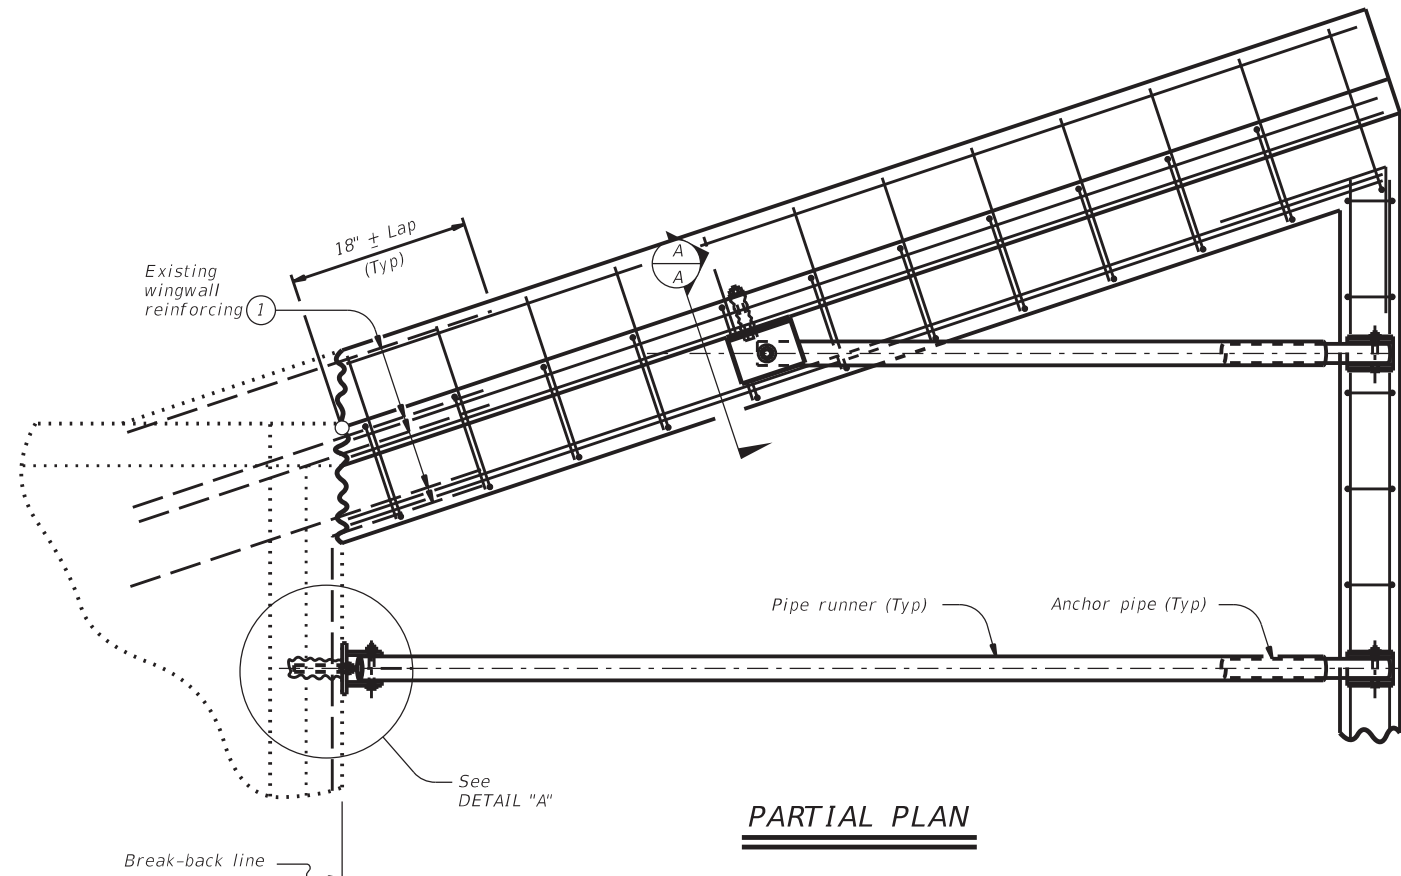 18" ± Lap
(Typ)
Existing
wingwall
reinforcing 1
A
A
Pipe runner (Typ)
Anchor pipe (Typ)
See
DETAIL "A"
PARTIAL PLAN
Break-back line